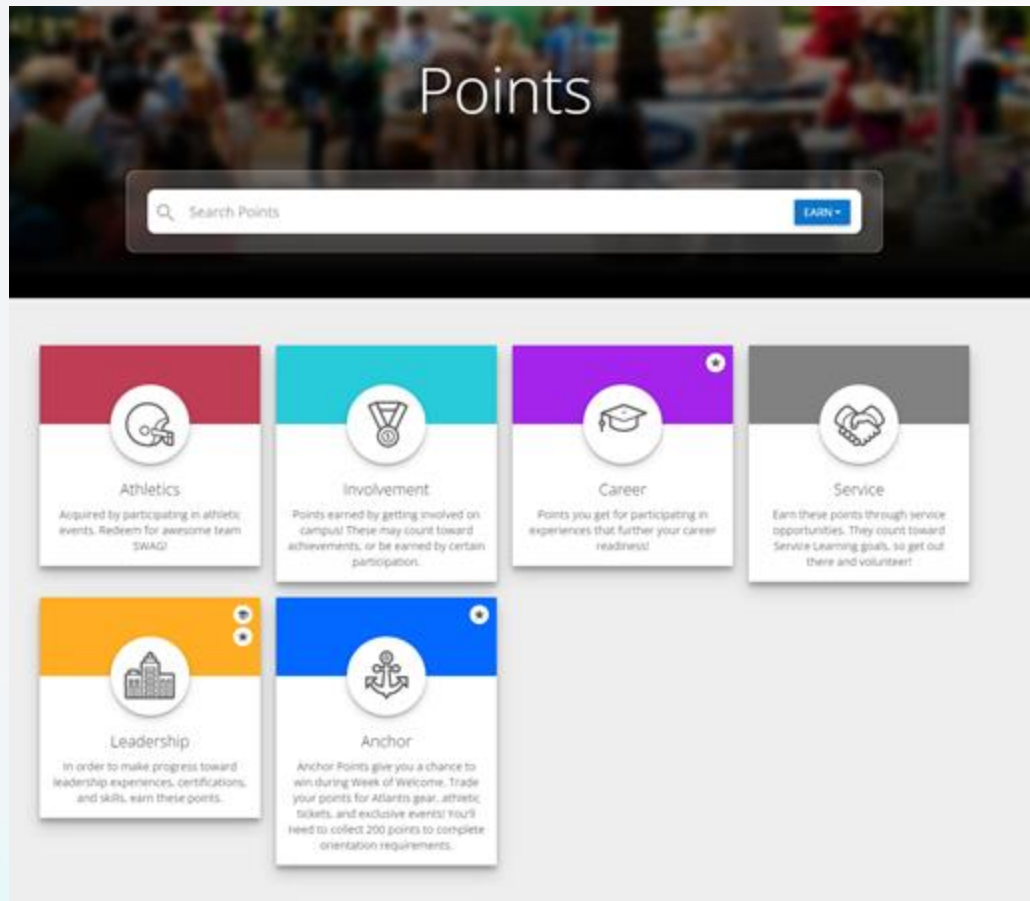 Points
Search Points
EARN
Athletics
Acquired by participating in athletic
events. Redeem for awesome team
SWAG!
Involvement
Points earned by getting involved on
campus! These may count toward
achievements, or be earned by certain
participation.
Career
Points you get for participating in
experiences that further your career
readiness!
Service
Earn these points through service
opportunities. They count toward
Service Learning goals, so get out
there and volunteer!
Leadership
In order to make progress toward
leadership experiences, certifications,
and skills, earn these points.
Anchor
Anchor Points give you a chance to
win during Week of Welcome. Trade
your points for Atlantis gear, athletic
tickets, and exclusive events! You'll
need to collect 200 points to complete
orientation requirements.